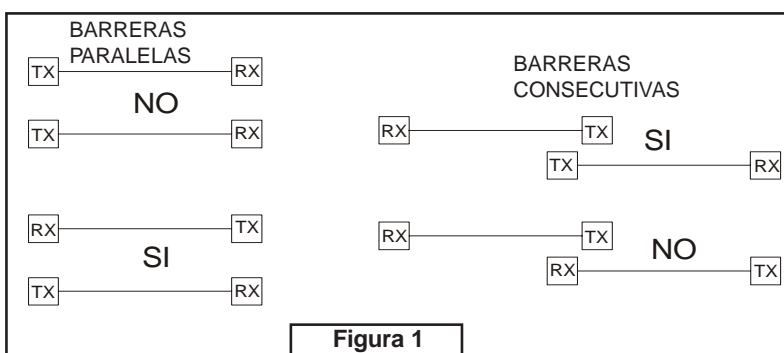 BARRERAS
PARALELAS
TX RX
NO
TX RX
RX TX
SI
TX RX
BARRERAS
CONSECUTIVAS
RX TX
SI
TX RX
RX TX
NO
RX TX
Figura 1